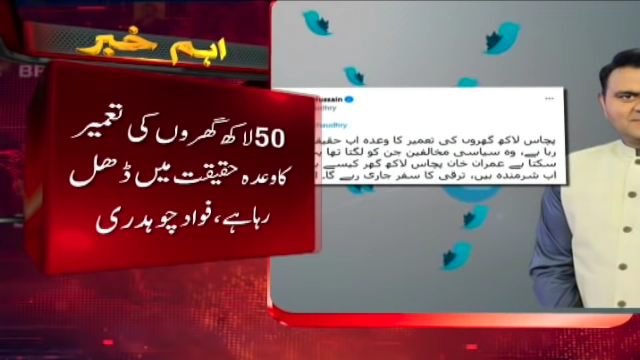 اہم خبر
50 لاکھ گھروں کی تعمیر
کا وعدہ حقیقت میں ڈھل
رہا ہے، فواد چوہدری
ussain
audhry
پچاس لاکھ گھروں کی تعمیر کا وعدہ اب
رہا ہے، وہ سیاسی مخالفین جن کو لگتا تھا
سکتا ہے عمران خان پچاس لاکھ گھر کیسے
اب شرمندہ ہیں، ترقی کا سفر جاری رہے گا